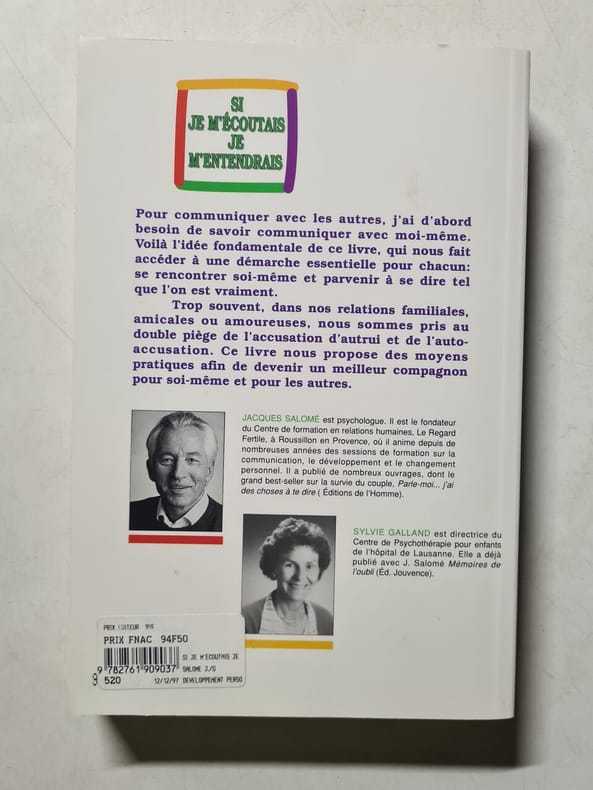 SI
JE M'ÉCOUTAIS
JE
M'ENTENDRAIS
Pour communiquer avec les autres, j'ai d'abord
besoin de savoir communiquer avec moi-même.
Voilà l'idée fondamentale de ce livre, qui nous fait
accéder à une démarche essentielle pour chacun:
se rencontrer soi-même et parvenir à se dire tel
que l'on est vraiment.
Trop souvent, dans nos relations familiales,
amicales ou amoureuses, nous sommes pris au
double piège de l'accusation d'autrui et de l'auto-
accusation. Ce livre nous propose des moyens
pratiques afin de devenir un meilleur compagnon
pour soi-même et pour les autres.
JACQUES SALOMÉ est psychologue. Il est le fondateur
du Centre de formation en relations humaines, Le Regard
Fertile, à Roussillon en Provence, où il anime depuis de
nombreuses années des sessions de formation sur la
communication, le développement et le changement
personnel. Il a publié de nombreux ouvrages, dont le
grand best-seller sur la survie du couple, Parle-moi... j'ai
des choses à te dire ( Éditions de l'Homme).
SYLVIE GALLAND est directrice du
Centre de Psychothérapie pour enfants
de l'hôpital de Lausanne. Elle a déjà
publié avec J. Salomé Mémoires de
l'oubli (Éd. Jouvence).
PRIX EDITEUR 99F
PRIX FNAC 94F50
SI JE M'ECOUTAIS JE
9 782761 909037 SALOME J./G
520 12/12/97 DEVELOPPEMENT PERSO